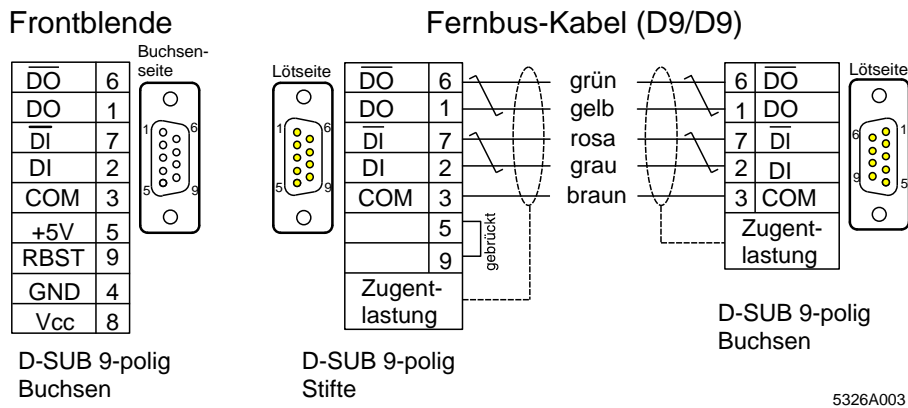 Frontblende
Fernbus-Kabel (D9/D9)
Buchsen-
seite
DO 6
DO 1
DI 7
DI 2
COM 3
+5V 5
RBST 9
GND 4
Vcc 8
1 6
5 9
D-SUB 9-polig
Buchsen
Lötseite
1 6
5 9
DO 6
DO 1
DI 7
DI 2
COM 3
5
9
gebrückt
Zugent-
lastung
D-SUB 9-polig
Stifte
grün
gelb
rosa
grau
braun
6 DO
1 DO
7 DI
2 DI
3 COM
Zugent-
lastung
Lötseite
6 1
9 5
D-SUB 9-polig
Buchsen
5326A003